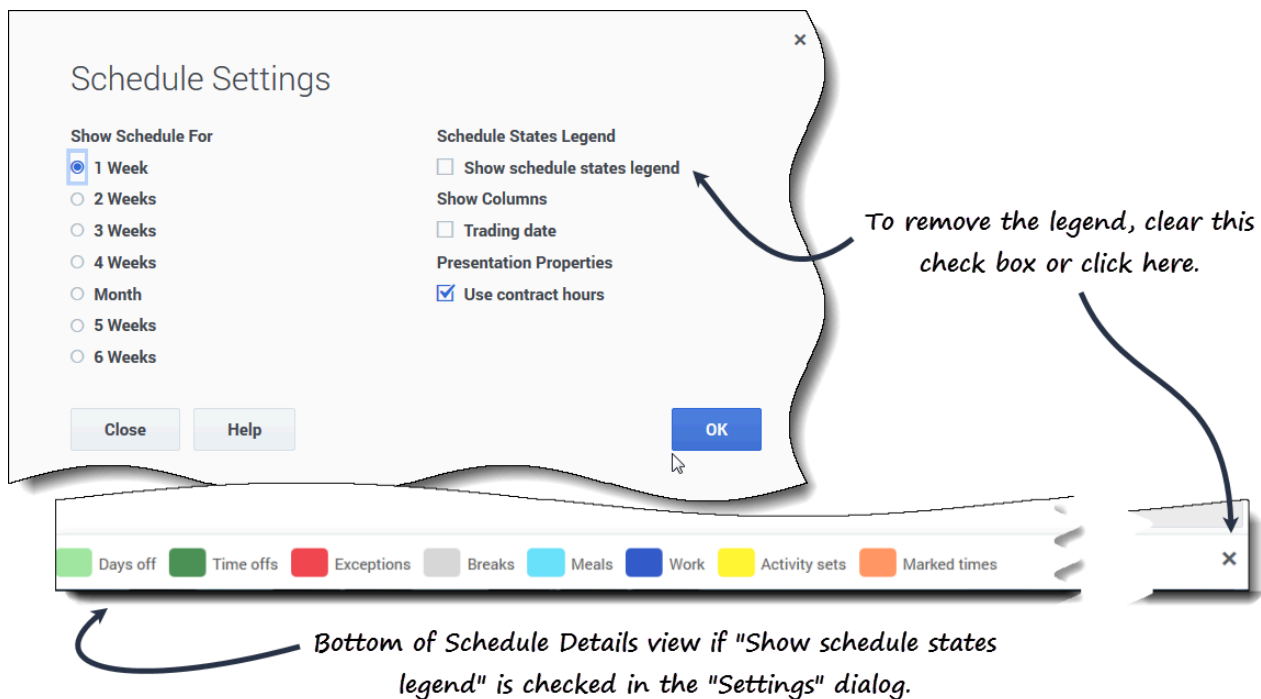 Schedule Settings
Show Schedule For
1 Week
2 Weeks
3 Weeks
4 Weeks
Month
5 Weeks
6 Weeks
Schedule States Legend
Show schedule states legend
Show Columns
Trading date
Presentation Properties
Use contract hours
Close Help OK
To remove the legend, clear this
check box or click here.
Days off Time offs Exceptions Breaks Meals Work Activity sets Marked times
Bottom of Schedule Details view if "Show schedule states
legend" is checked in the "Settings" dialog.